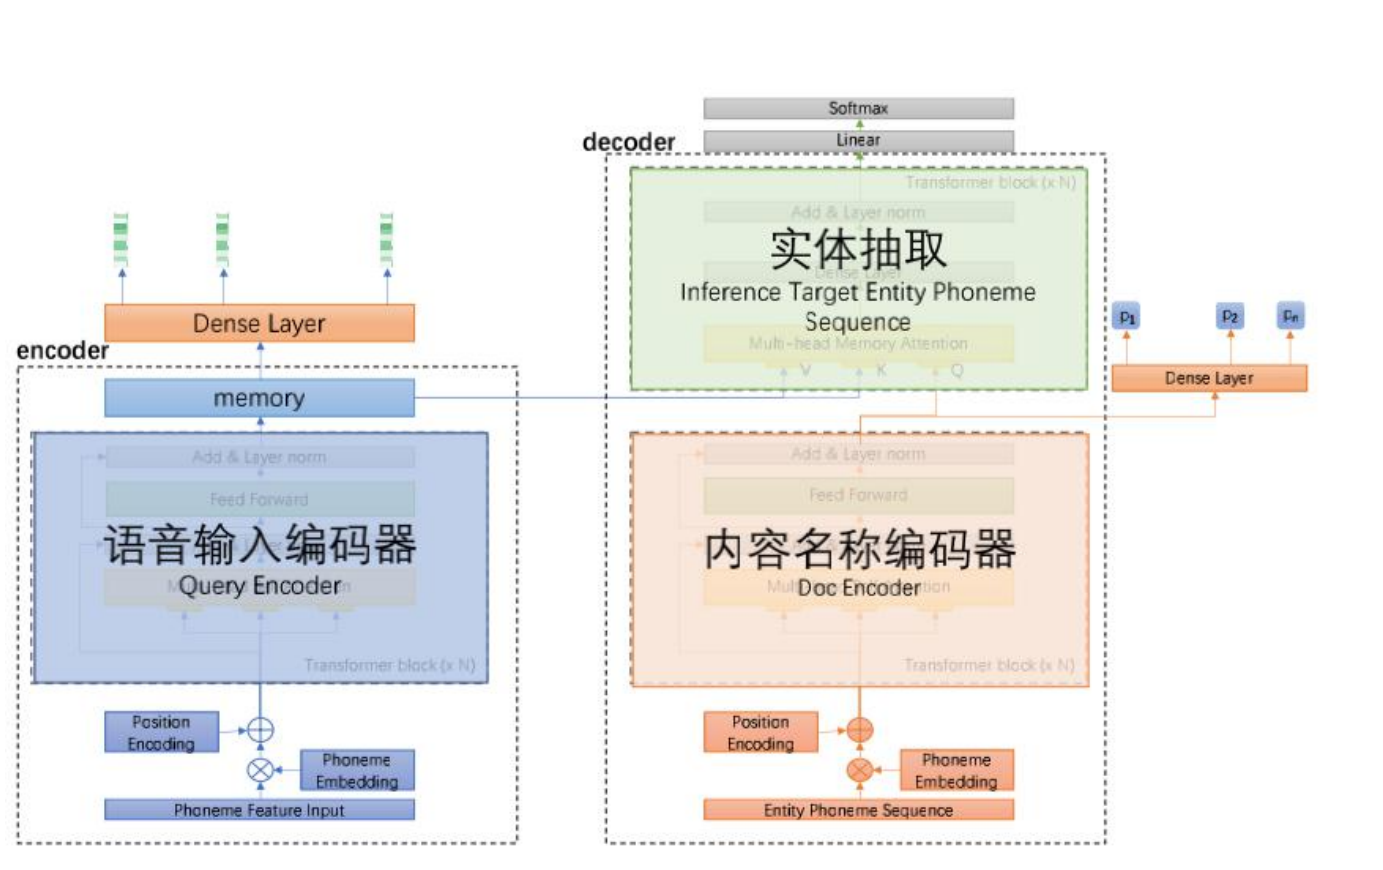 Softmax
decoder
Linear
Transformer block (x N)
Add & Layer norm
实体抽取
Dense Layer
Inference Target Entity Phoneme
Sequence
Multi-head Memory Attention
V
K
Q
p1
p2
pn
Dense Layer
Dense Layer
encoder
memory
Add & Layer norm
Feed Forward
语音输入编码器
Query Encoder
Transformer block (x N)
Position
Encoding
Phoneme
Embedding
Phoneme Feature Input
Add & Layer norm
Feed Forward
内容名称编码器
Doc Encoder
Transformer block (x N)
Position
Encoding
Phoneme
Embedding
Entity Phoneme Sequence